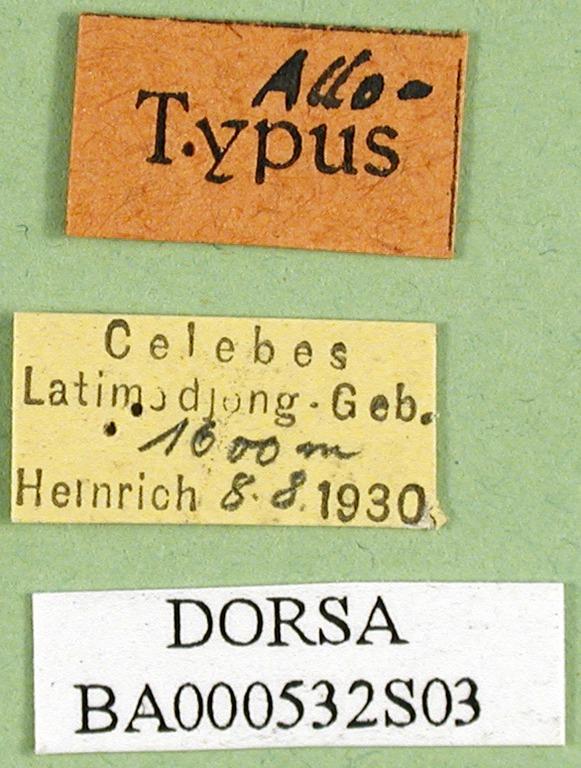 Allo-
Typus
Celebes
Latimodjong-Geb.
1600 m
Heinrich 8.8.1930
DORSA
BA000532S03